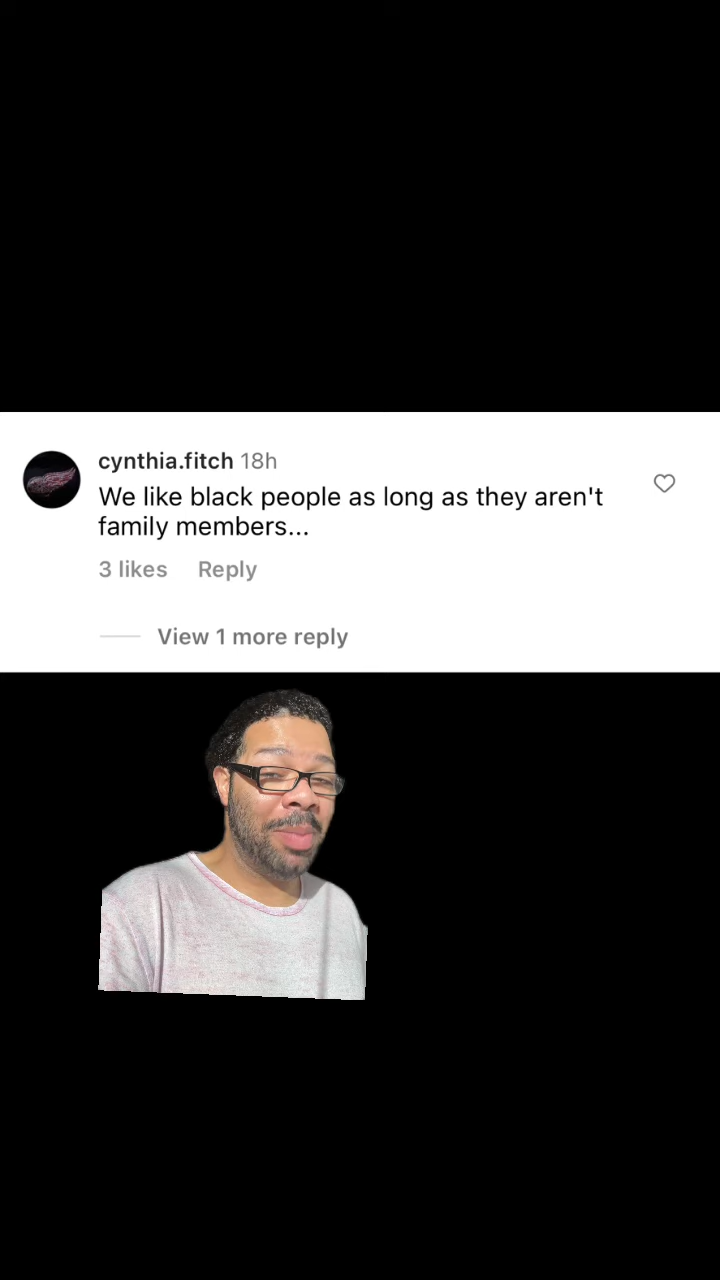 cynthia.fitch 18h
We like black people as long as they aren't
family members...
3 likes Reply
View 1 more reply